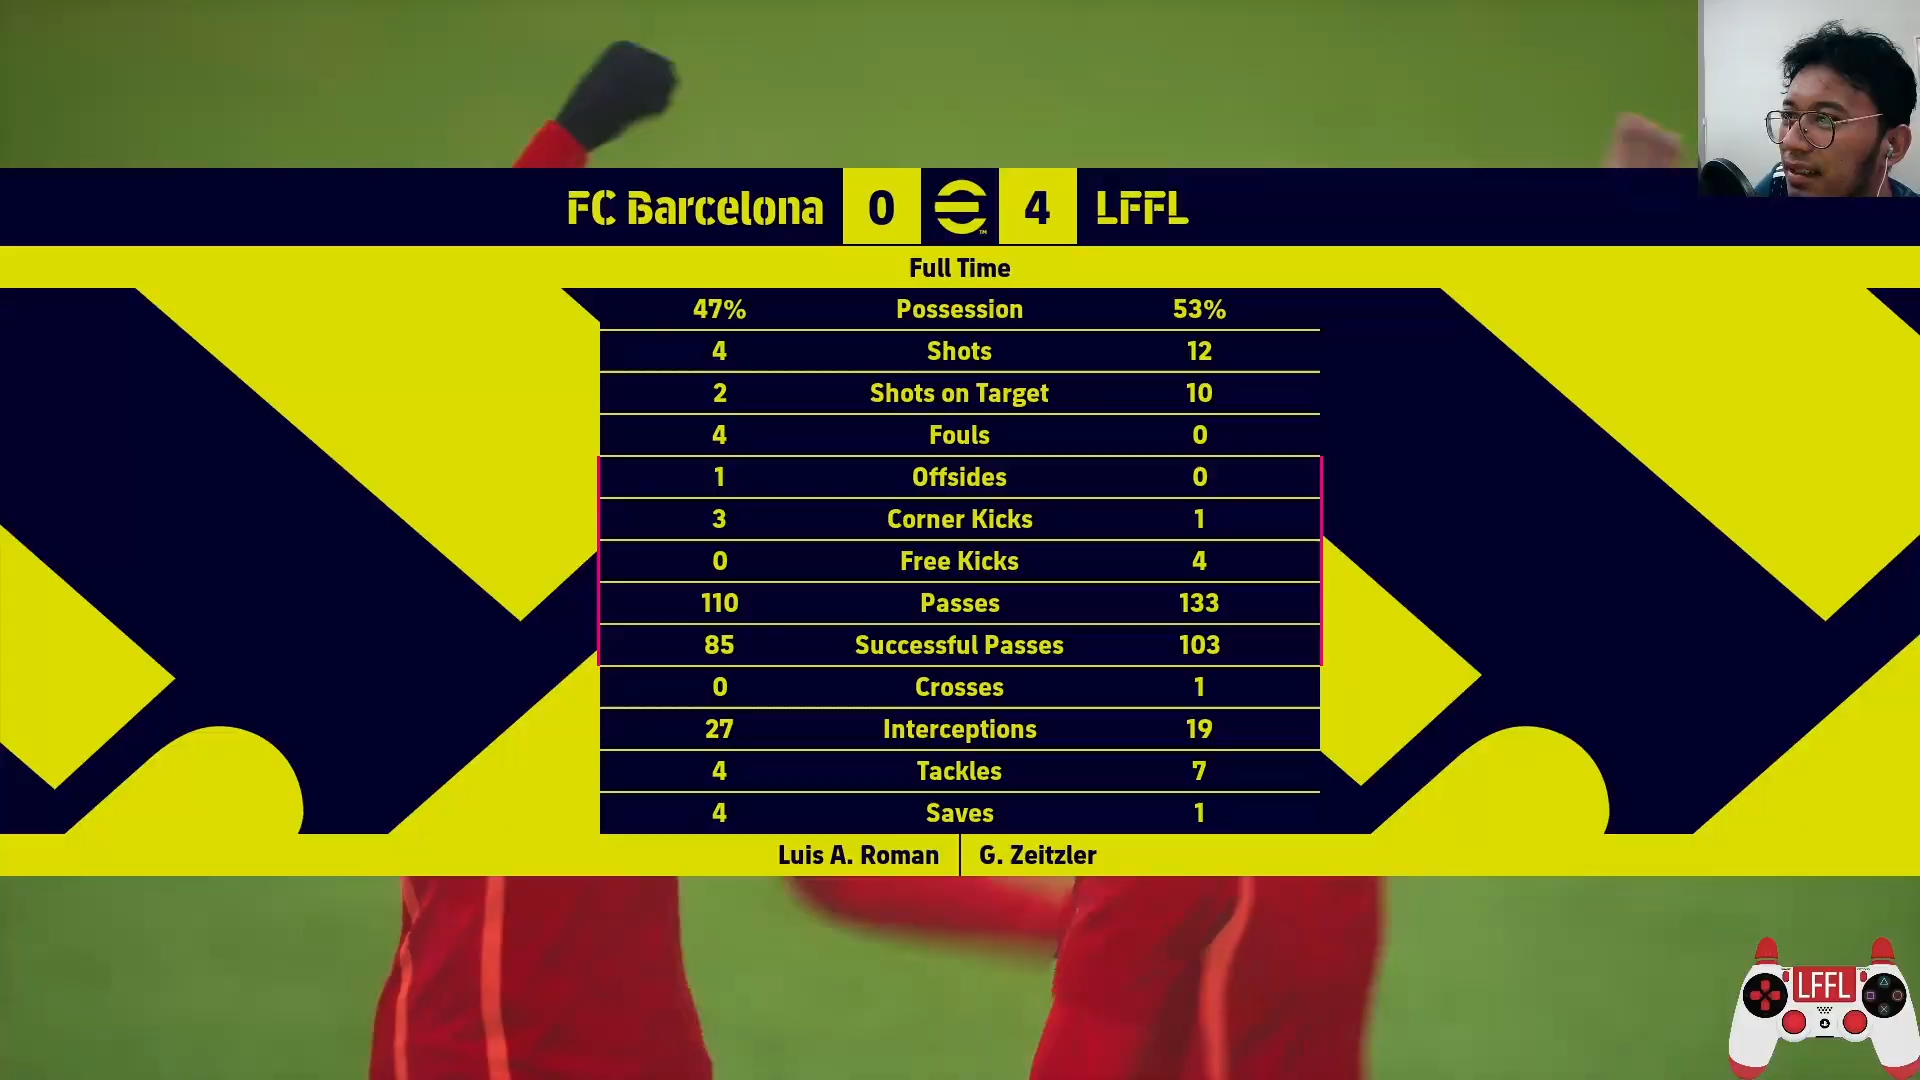 FC Barcelona 0 4 LFFL
TM
Full Time
47% Possession 53%
4 Shots 12
2 Shots on Target 10
4 Fouls 0
1 Offsides 0
3 Corner Kicks 1
0 Free Kicks 4
110 Passes 133
85 Successful Passes 103
0 Crosses 1
27 Interceptions 19
4 Tackles 7
4 Saves 1
Luis A. Roman G. Zeitzler
LFFL